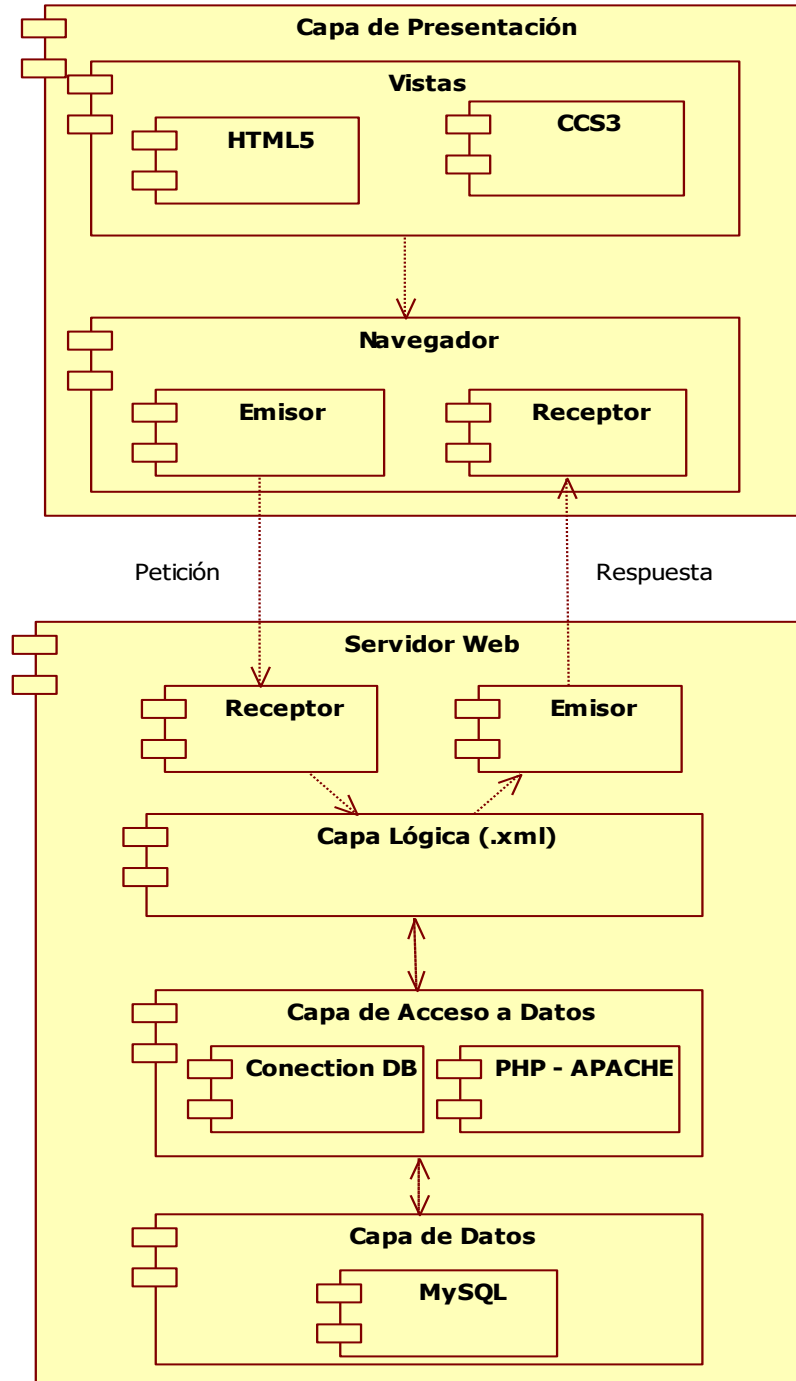 Capa de Presentación
Vistas
HTML5
CCS3
Navegador
Emisor
Receptor
Petición
Respuesta
Servidor Web
Receptor
Emisor
Capa Lógica (.xml)
Capa de Acceso a Datos
Conection DB
PHP - APACHE
Capa de Datos
MySQL